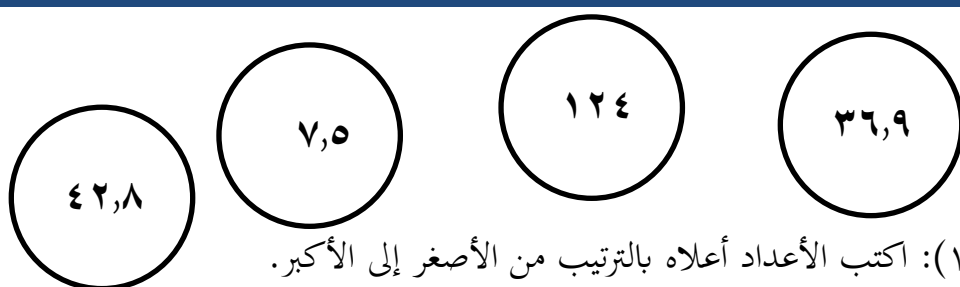 ٣٦,٩
١٢٤
٧,٥
٤٢,٨
١): اكتب الأعداد أعلاه بالترتيب من الأصغر إلى الأكبر.